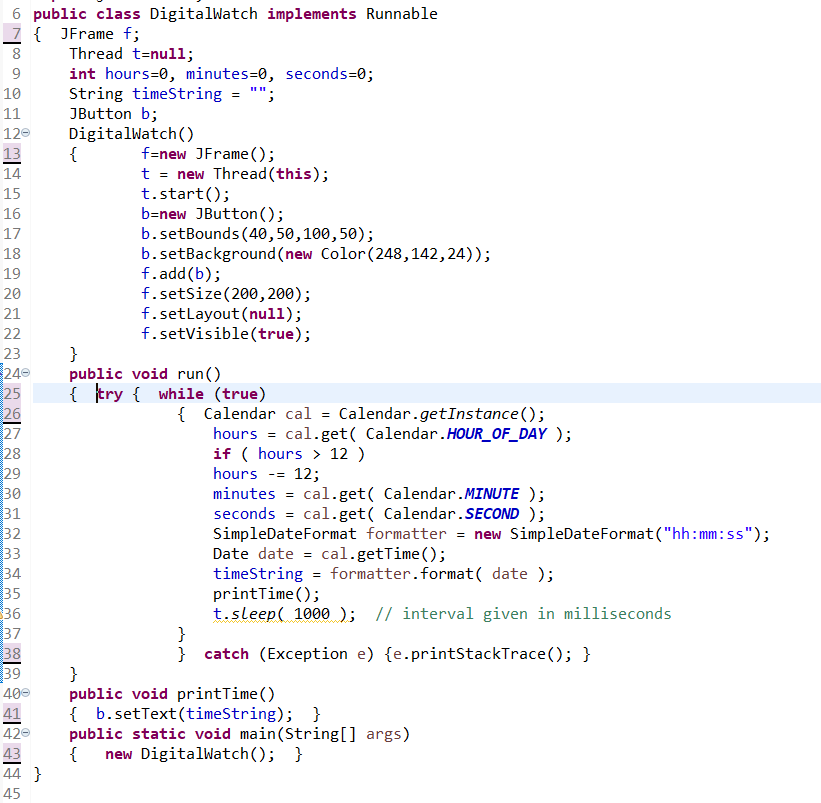 6 public class DigitalWatch implements Runnable
7 {  JFrame f;
8     Thread t=null;
9     int hours=0, minutes=0, seconds=0;
10     String timeString = "";
11     JButton b;
12     DigitalWatch()
13     {       f=new JFrame();
14             t = new Thread(this);
15             t.start();
16             b=new JButton();
17             b.setBounds(40,50,100,50);
18             b.setBackground(new Color(248,142,24));
19             f.add(b);
20             f.setSize(200,200);
21             f.setLayout(null);
22             f.setVisible(true);
23     }
24     public void run()
25     {  try {  while (true)
26                 {  Calendar cal = Calendar.getInstance();
27                     hours = cal.get( Calendar.HOUR_OF_DAY );
28                     if ( hours > 12 )
29                     hours -= 12;
30                     minutes = cal.get( Calendar.MINUTE );
31                     seconds = cal.get( Calendar.SECOND );
32                     SimpleDateFormat formatter = new SimpleDateFormat("hh:mm:ss");
33                     Date date = cal.getTime();
34                     timeString = formatter.format( date );
35                     printTime();
36                     t.sleep( 1000 );  // interval given in milliseconds
37                 }
38                 }  catch (Exception e) {e.printStackTrace(); }
39     }
40     public void printTime()
41     {  b.setText(timeString);  }
42     public static void main(String[] args)
43     {   new DigitalWatch();  }
44 }
45